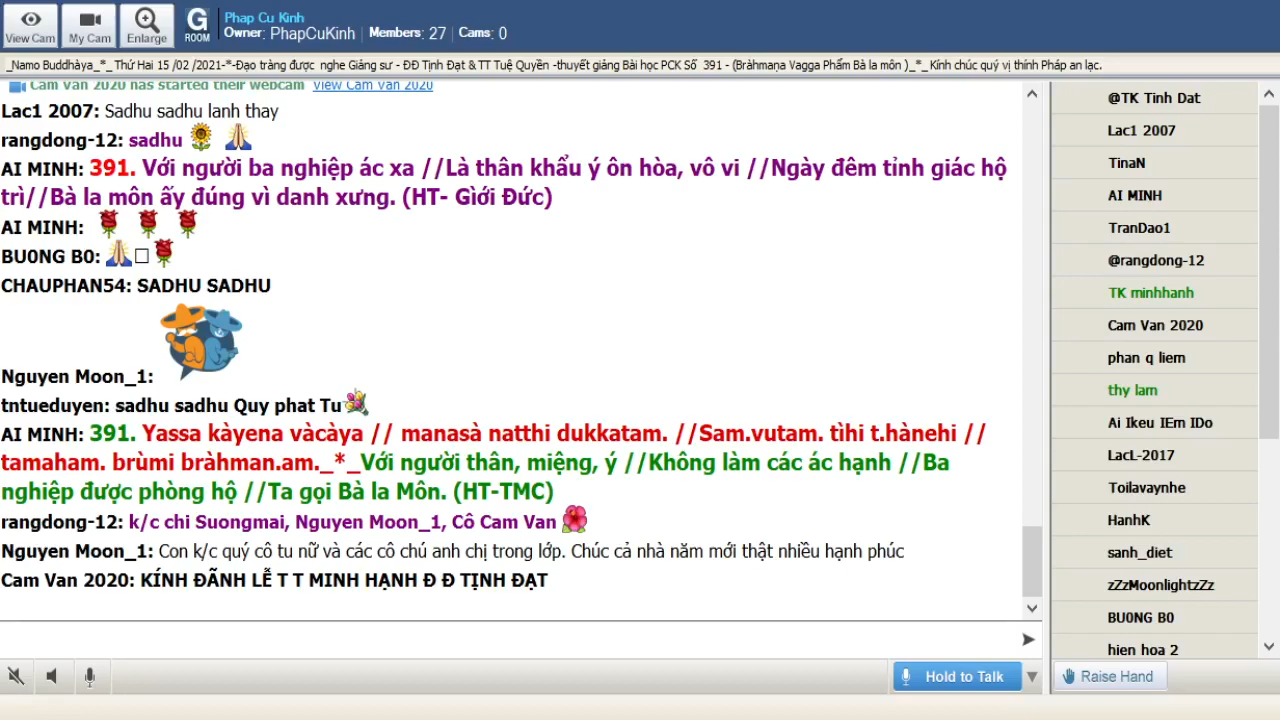 Phap Cu Kinh
View Cam My Cam Enlarge G ROOM Owner: PhapCuKinh Members: 27 Cams: 0
_Namo Buddhàya_*_ Thứ Hai 15 /02 /2021-*-Đạo tràng được nghe Giảng sư - ĐĐ Tịnh Đạt & TT Tuệ Quyền -thuyết giảng Bài học PCK Số 391 - (Bràhmaṇa Vagga Phẩm Bà la môn )_*_ Kính chúc quý vị thính Pháp an lạc.
Cam Van 2020 has started their webcam View Cam Van 2020
Lac1 2007: Sadhu sadhu lanh thay
rangdong-12: sadhu
AI MINH: 391. Với người ba nghiệp ác xa //Là thân khẩu ý ôn hòa, vô vi //Ngày đêm tỉnh giác hộ
trì//Bà la môn ấy đúng vì danh xưng. (HT- Giới Đức)
AI MINH:
BU0NG B0:
CHAUPHAN54: SADHU SADHU
Nguyen Moon_1:
tntueduyen: sadhu sadhu Quy phat Tu
AI MINH: 391. Yassa kàyena vàcàya // manasà natthi dukkatam. //Sam.vutam. tìhi t.hànehi //
tamaham. brùmi bràhman.am._*_Với người thân, miệng, ý //Không làm các ác hạnh //Ba
nghiệp được phòng hộ //Ta gọi Bà la Môn. (HT-TMC)
rangdong-12: k/c chi Suongmai, Nguyen Moon_1, Cô Cam Van
Nguyen Moon_1: Con k/c quý cô tu nữ và các cô chú anh chị trong lớp. Chúc cả nhà năm mới thật nhiều hạnh phúc
Cam Van 2020: KÍNH ĐÃNH LỄ T T MINH HẠNH Đ Đ TỊNH ĐẠT
@TK Tinh Dat
Lac1 2007
TinaN
AI MINH
TranDao1
@rangdong-12
TK minhhanh
Cam Van 2020
phan q liem
thy lam
Ai Ikeu IEm IDo
LacL-2017
Toilavaynhe
HanhK
sanh_diet
zZzMoonlightzZz
BU0NG B0
hien hoa 2
Hold to Talk
Raise Hand